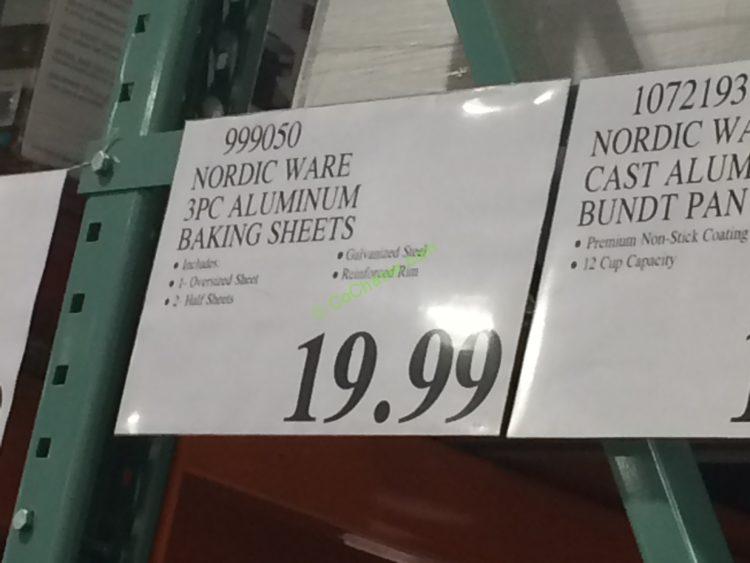 999050
NORDIC WARE
3PC ALUMINUM
BAKING SHEETS
• Includes:
• 1- Oversized Sheet
• 2- Half Sheets
• Galvanized Steel
• Reinforced Rim
19.99
1072193
NORDIC WA
CAST ALUM
BUNDT PAN
• Premium Non-Stick Coating
• 12 Cup Capacity